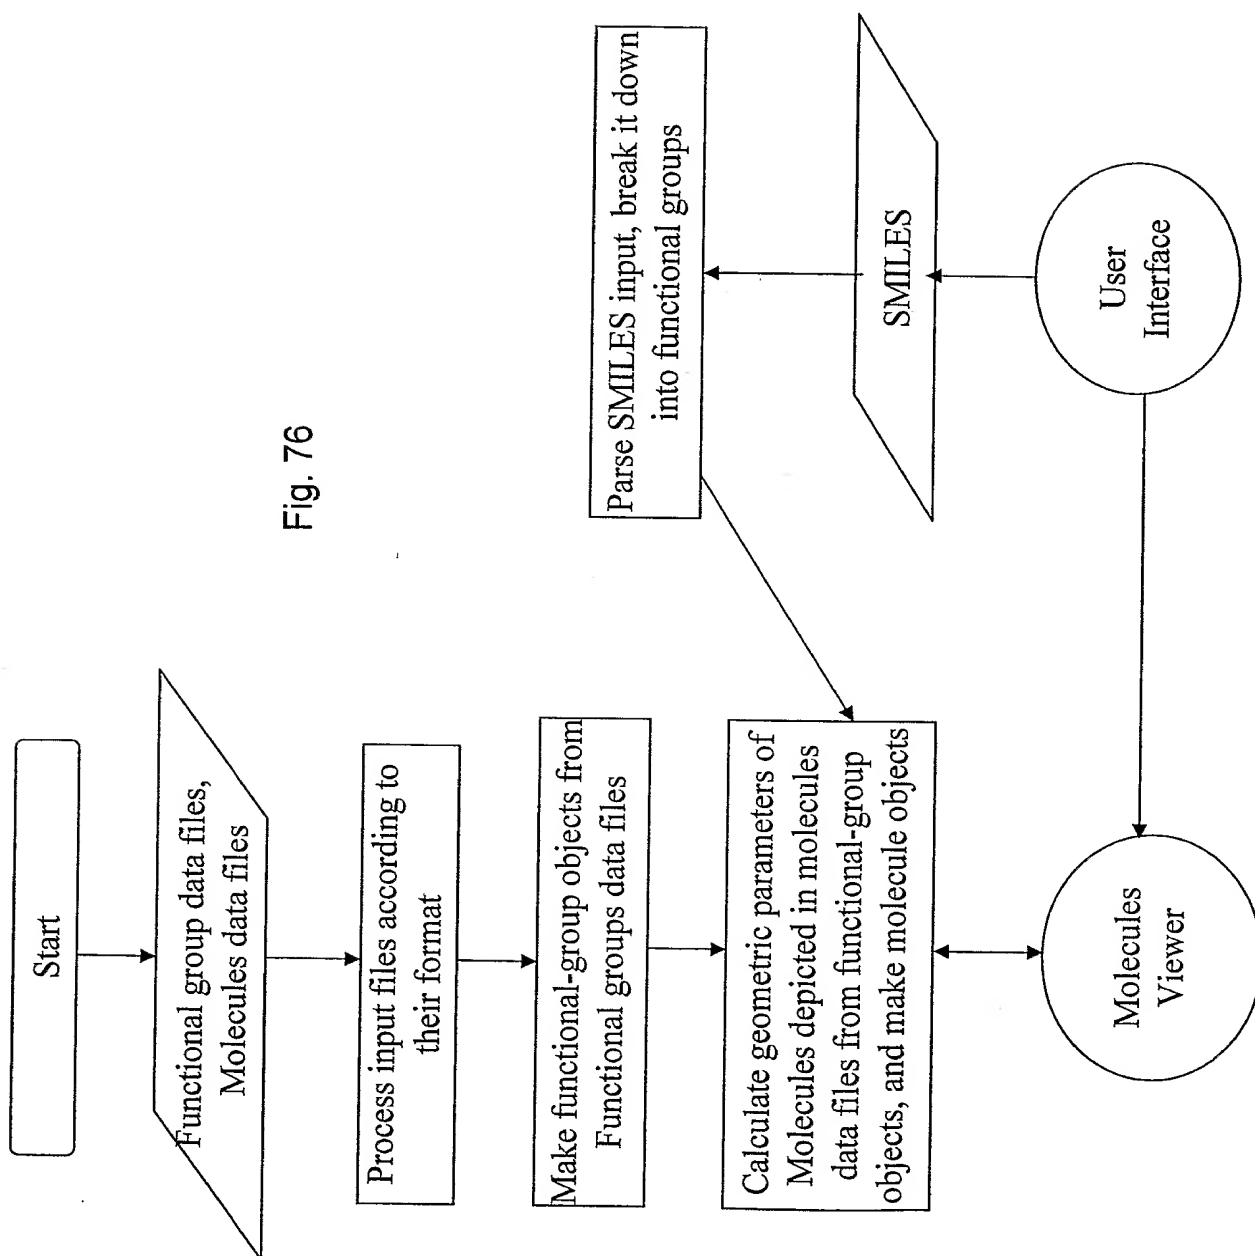 Fig. 76
Start
Functional group data files,
Molecules data files
Process input files according to
their format
Make functional-group objects from
Functional groups data files
Calculate geometric parameters of
Molecules depicted in molecules
data files from functional-group
objects, and make molecule objects
Molecules
Viewer
Parse SMILES input, break it down
into functional groups
SMILES
User
Interface